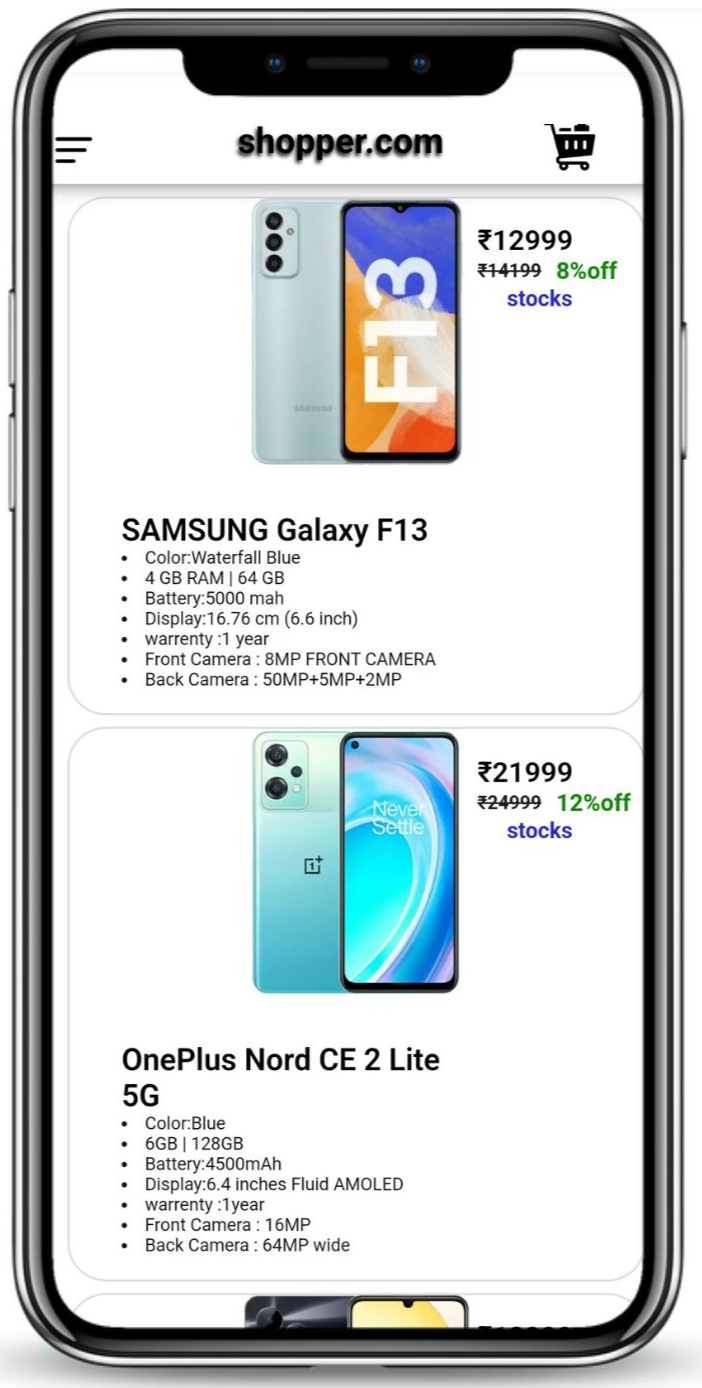 shopper.com
F13
SAMSUNG
₹12999
₹14199 8%off
stocks
SAMSUNG Galaxy F13
• Color:Waterfall Blue
• 4 GB RAM | 64 GB
• Battery:5000 mah
• Display:16.76 cm (6.6 inch)
• warrenty :1 year
• Front Camera : 8MP FRONT CAMERA
• Back Camera : 50MP+5MP+2MP
Never
Settle
1+
₹21999
₹24999 12%off
stocks
OnePlus Nord CE 2 Lite
5G
• Color:Blue
• 6GB | 128GB
• Battery:4500mAh
• Display:6.4 inches Fluid AMOLED
• warrenty :1year
• Front Camera : 16MP
• Back Camera : 64MP wide